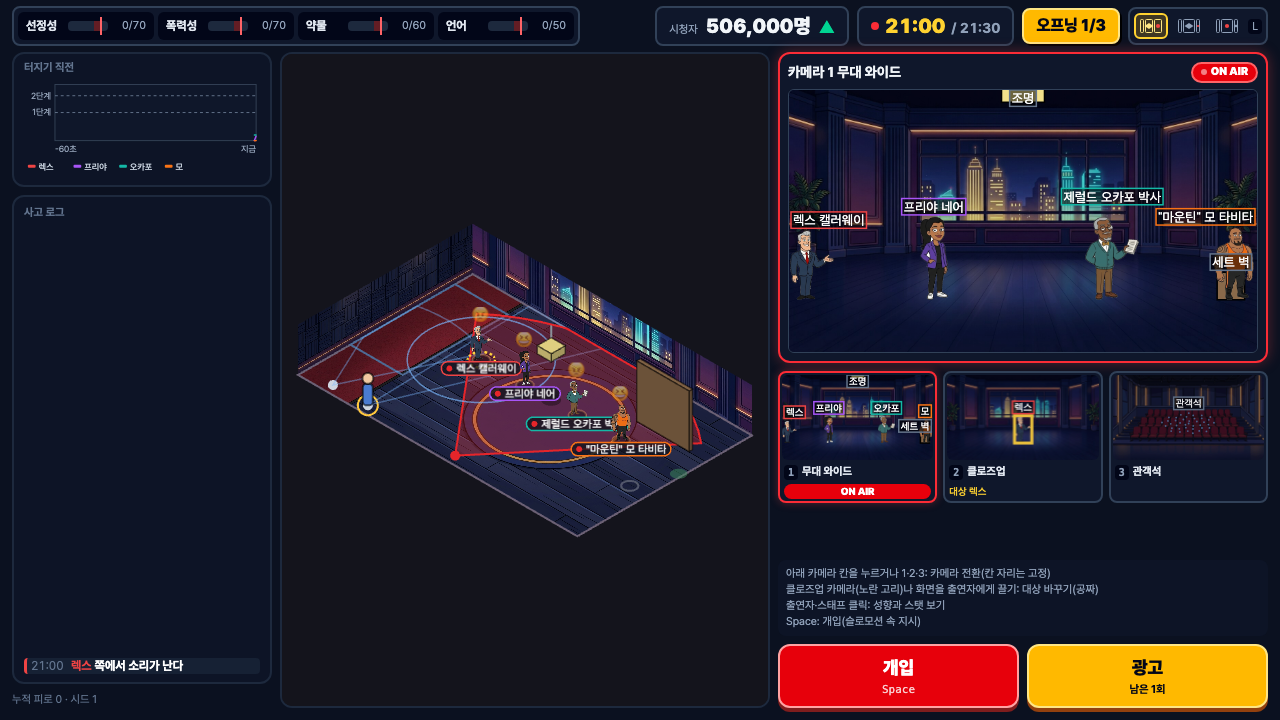 선정성 0/70 폭력성 0/70 약물 0/60 언어 0/50
시청자 506,000명 ▲
21:00 / 21:30
오프닝 1/3
L
터지기 직전
2단계
1단계
-60초 지금
렉스 프리야 오카포 모
사고 로그
21:00 렉스 쪽에서 소리가 난다
누적 피로 0 · 시드 1
렉스 캘러웨이
프리야 네어
제럴드 오카포 박
"마운틴" 모 타비타
카메라 1 무대 와이드
ON AIR
조명
제럴드 오카포 박사
프리야 네어
"마운틴" 모 타비타
렉스 캘러웨이
세트 벽
조명
렉스 프리야 오카포 모
세트 벽
1 무대 와이드
ON AIR
렉스
2 클로즈업
대상 렉스
관객석
3 관객석
아래 카메라 칸을 누르거나 1·2·3: 카메라 전환(칸 자리는 고정)
클로즈업 카메라(노란 고리)나 화면을 출연자에게 끌기: 대상 바꾸기(공짜)
출연자·스태프 클릭: 성향과 스탯 보기
Space: 개입(슬로모션 속 지시)
개입
Space
광고
남은 1회